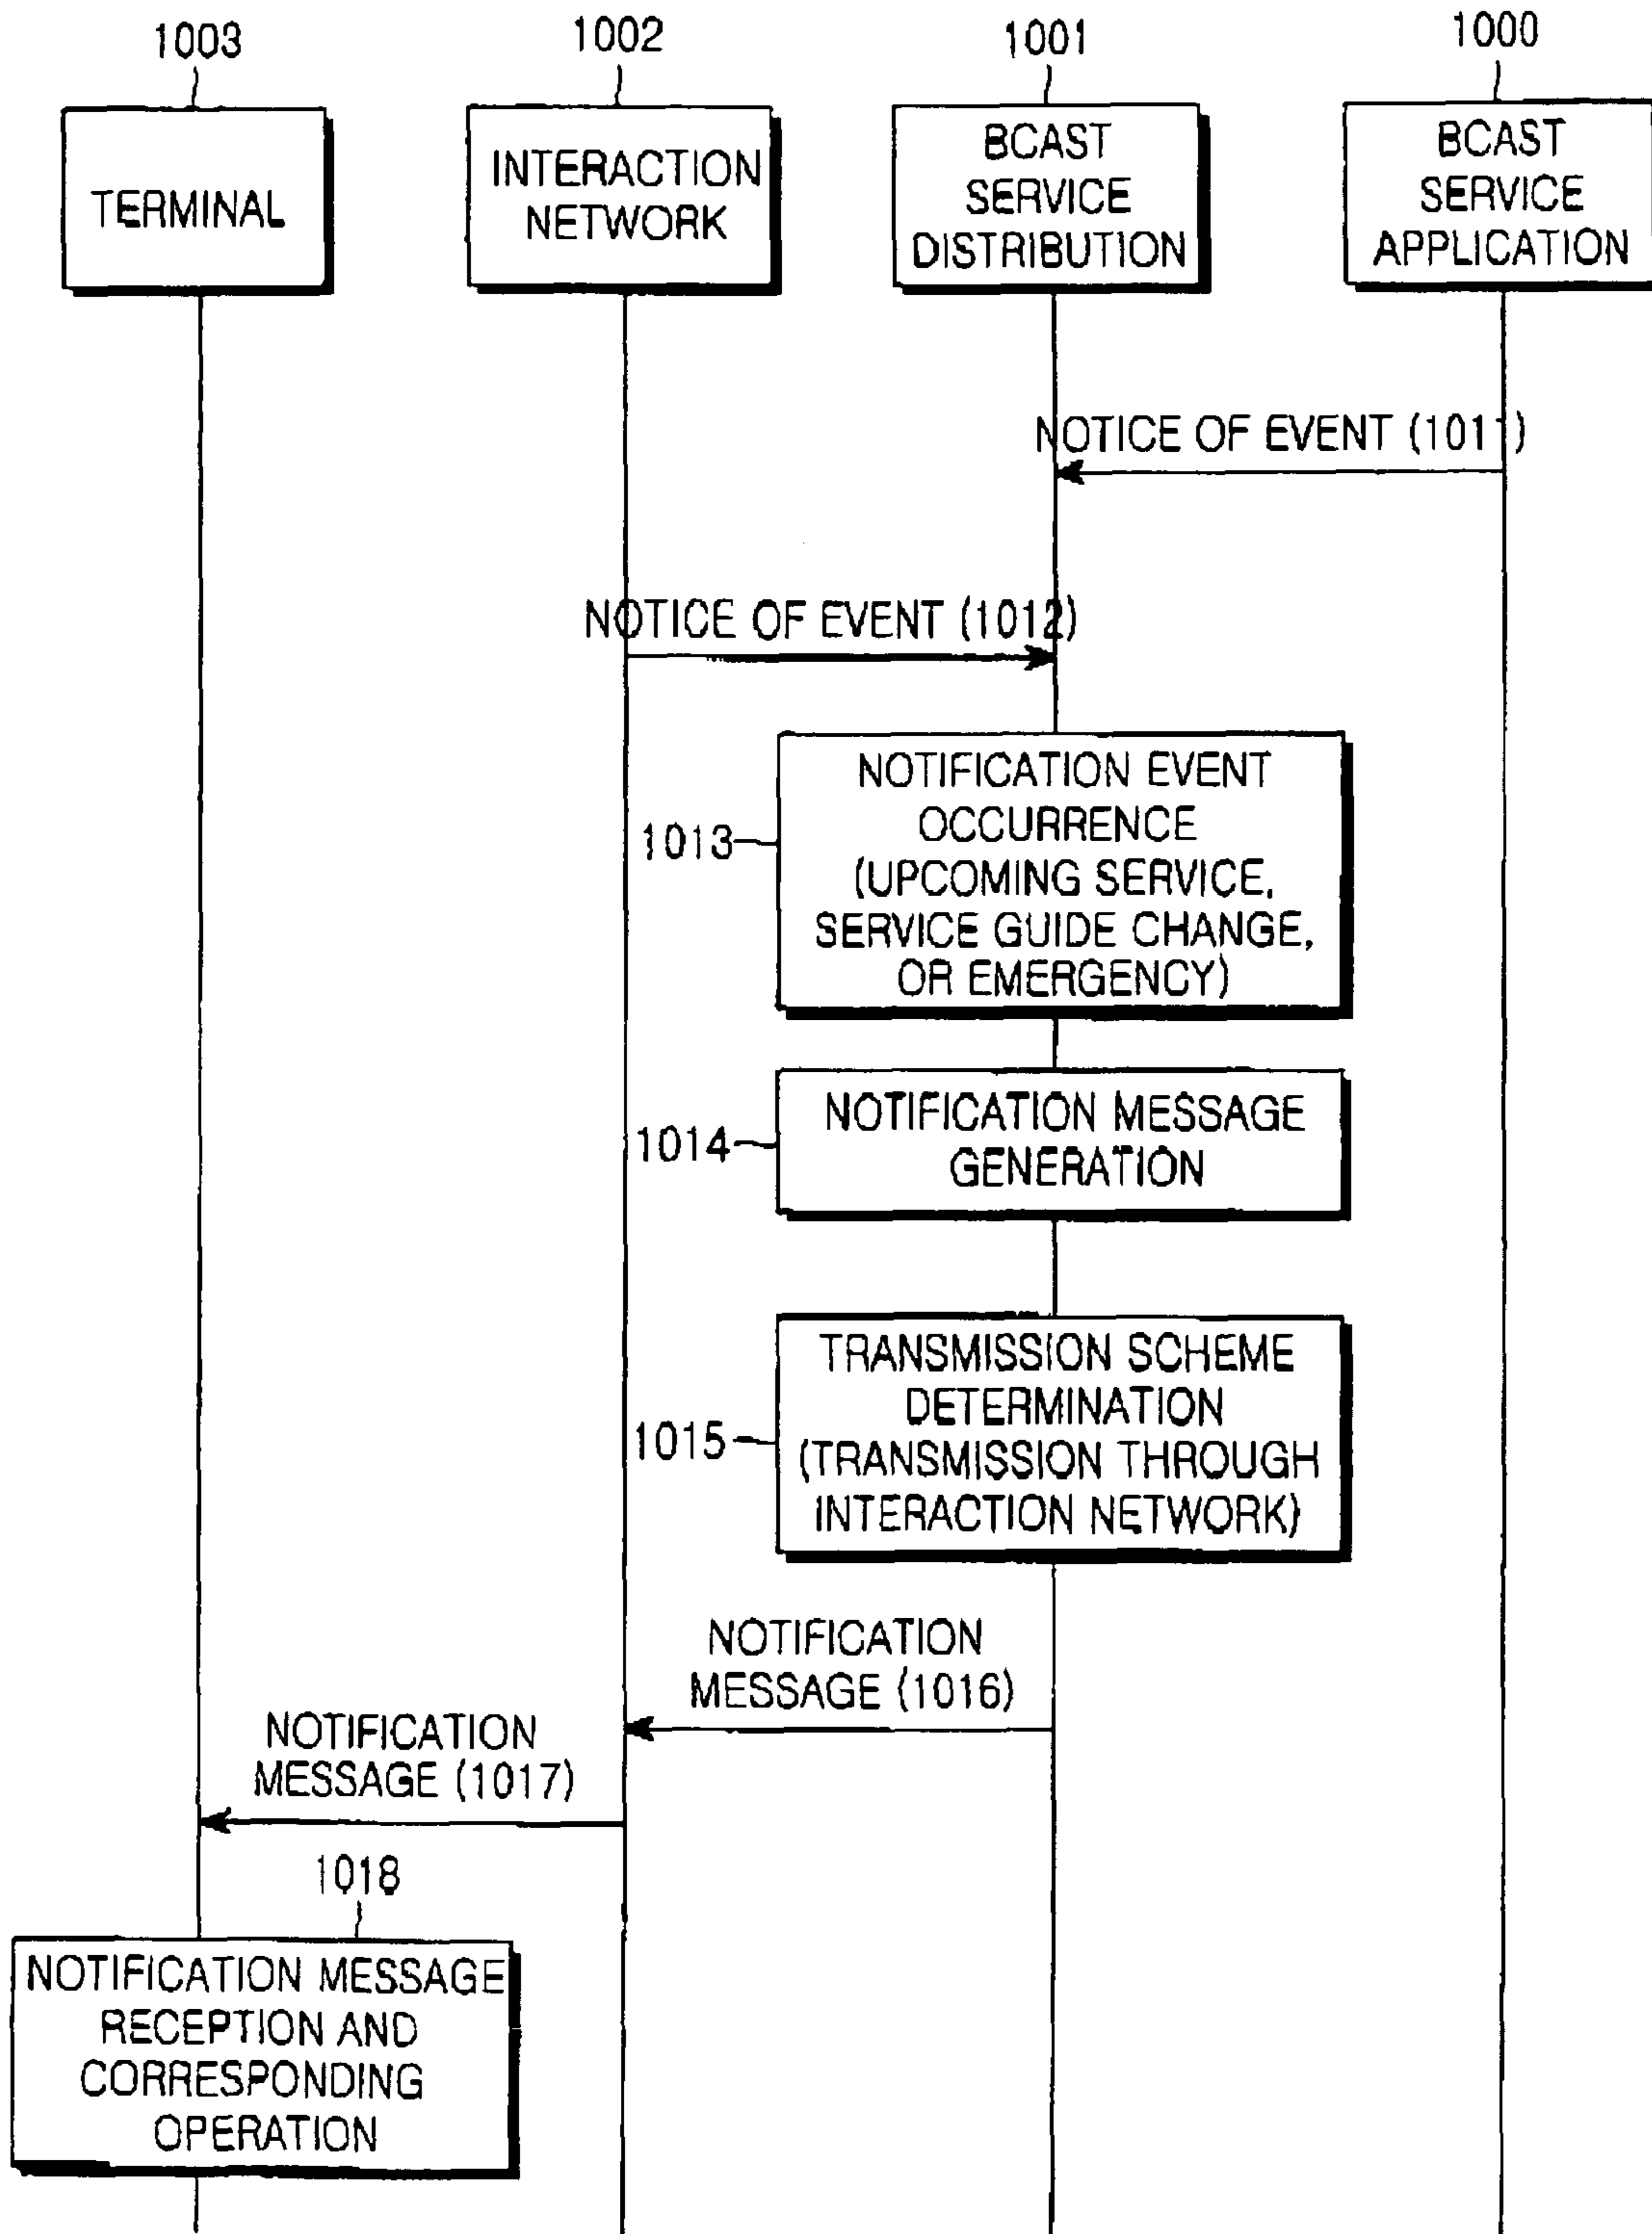 1003
1002
1001
1000
TERMINAL
INTERACTION
NETWORK
BCAST
SERVICE
DISTRIBUTION
BCAST
SERVICE
APPLICATION
NOTICE OF EVENT (1011)
NOTICE OF EVENT (1012)
1013
NOTIFICATION EVENT
OCCURRENCE
(UPCOMING SERVICE,
SERVICE GUIDE CHANGE,
OR EMERGENCY)
1014
NOTIFICATION MESSAGE
GENERATION
1015
TRANSMISSION SCHEME
DETERMINATION
(TRANSMISSION THROUGH
INTERACTION NETWORK)
NOTIFICATION
MESSAGE (1016)
NOTIFICATION
MESSAGE (1017)
1018
NOTIFICATION MESSAGE
RECEPTION AND
CORRESPONDING
OPERATION